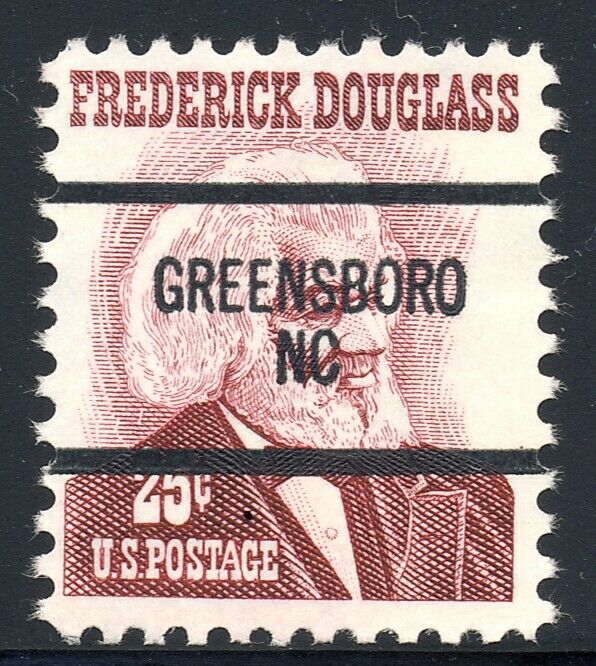 FREDERICK DOUGLASS
GREENSBORO
NC
25¢
U.S.POSTAGE